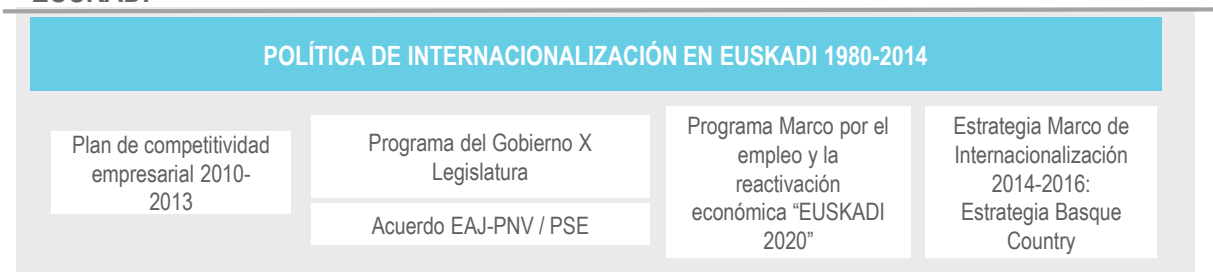 POLÍTICA DE INTERNACIONALIZACIÓN EN EUSKADI 1980-2014
Plan de competitividad
empresarial 2010-
2013
Programa del Gobierno X
Legislatura
Acuerdo EAJ-PNV / PSE
Programa Marco por el
empleo y la
reactivación
económica “EUSKADI
2020”
Estrategia Marco de
Internacionalización
2014-2016:
Estrategia Basque
Country